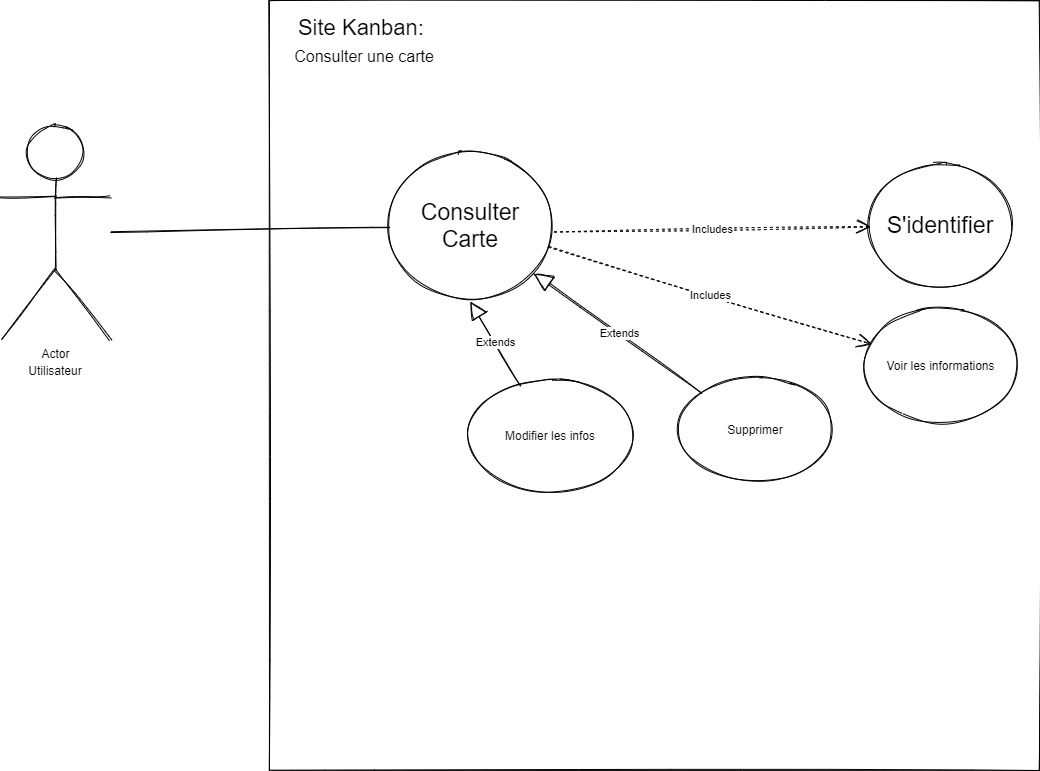 Site Kanban:
Consulter une carte
Consulter
Carte
Includes
S'identifier
Includes
Extends
Extends
Voir les informations
Actor
Utilisateur
Modifier les infos
Supprimer